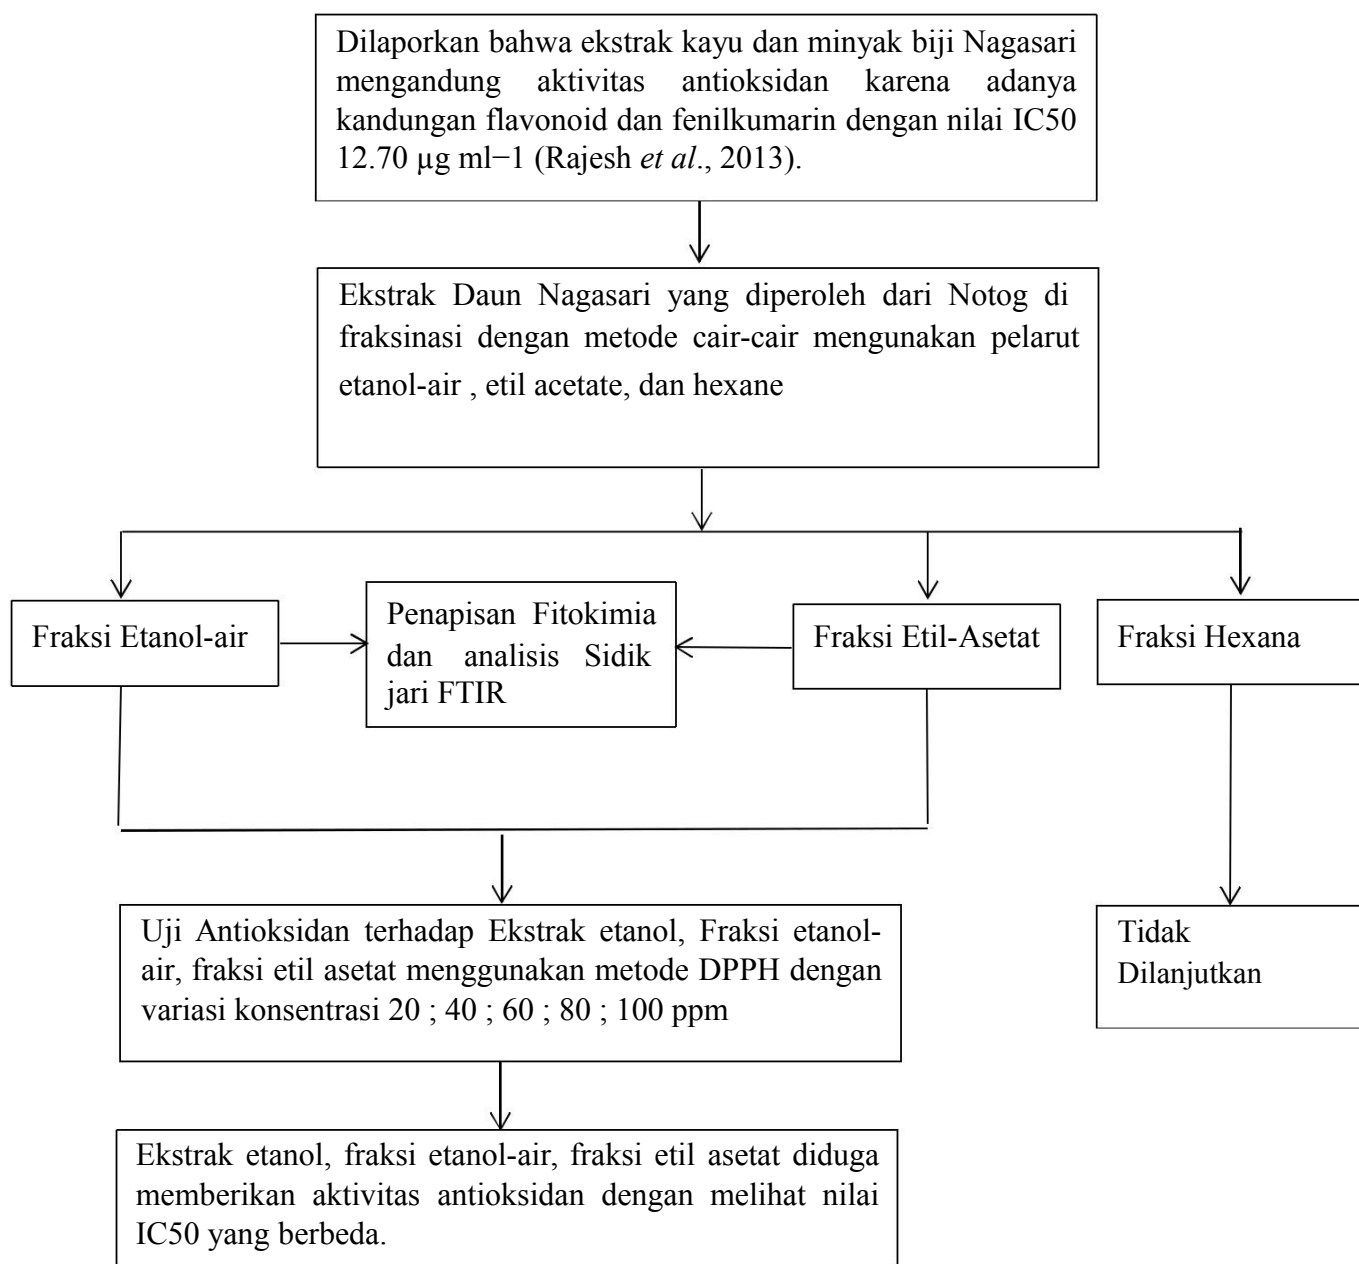 Dilaporkan bahwa ekstrak kayu dan minyak biji Nagasari
mengandung aktivitas antioksidan karena adanya
kandungan flavonoid dan fenilkumarin dengan nilai IC50
12.70 µg ml−1 (Rajesh et al., 2013).
Ekstrak Daun Nagasari yang diperoleh dari Notog di
fraksinasi dengan metode cair-cair mengunakan pelarut
etanol-air , etil acetate, dan hexane
Fraksi Etanol-air
Penapisan Fitokimia
dan analisis Sidik
jari FTIR
Fraksi Etil-Asetat
Fraksi Hexana
Uji Antioksidan terhadap Ekstrak etanol, Fraksi etanol-
air, fraksi etil asetat menggunakan metode DPPH dengan
variasi konsentrasi 20 ; 40 ; 60 ; 80 ; 100 ppm
Tidak
Dilanjutkan
Ekstrak etanol, fraksi etanol-air, fraksi etil asetat diduga
memberikan aktivitas antioksidan dengan melihat nilai
IC50 yang berbeda.